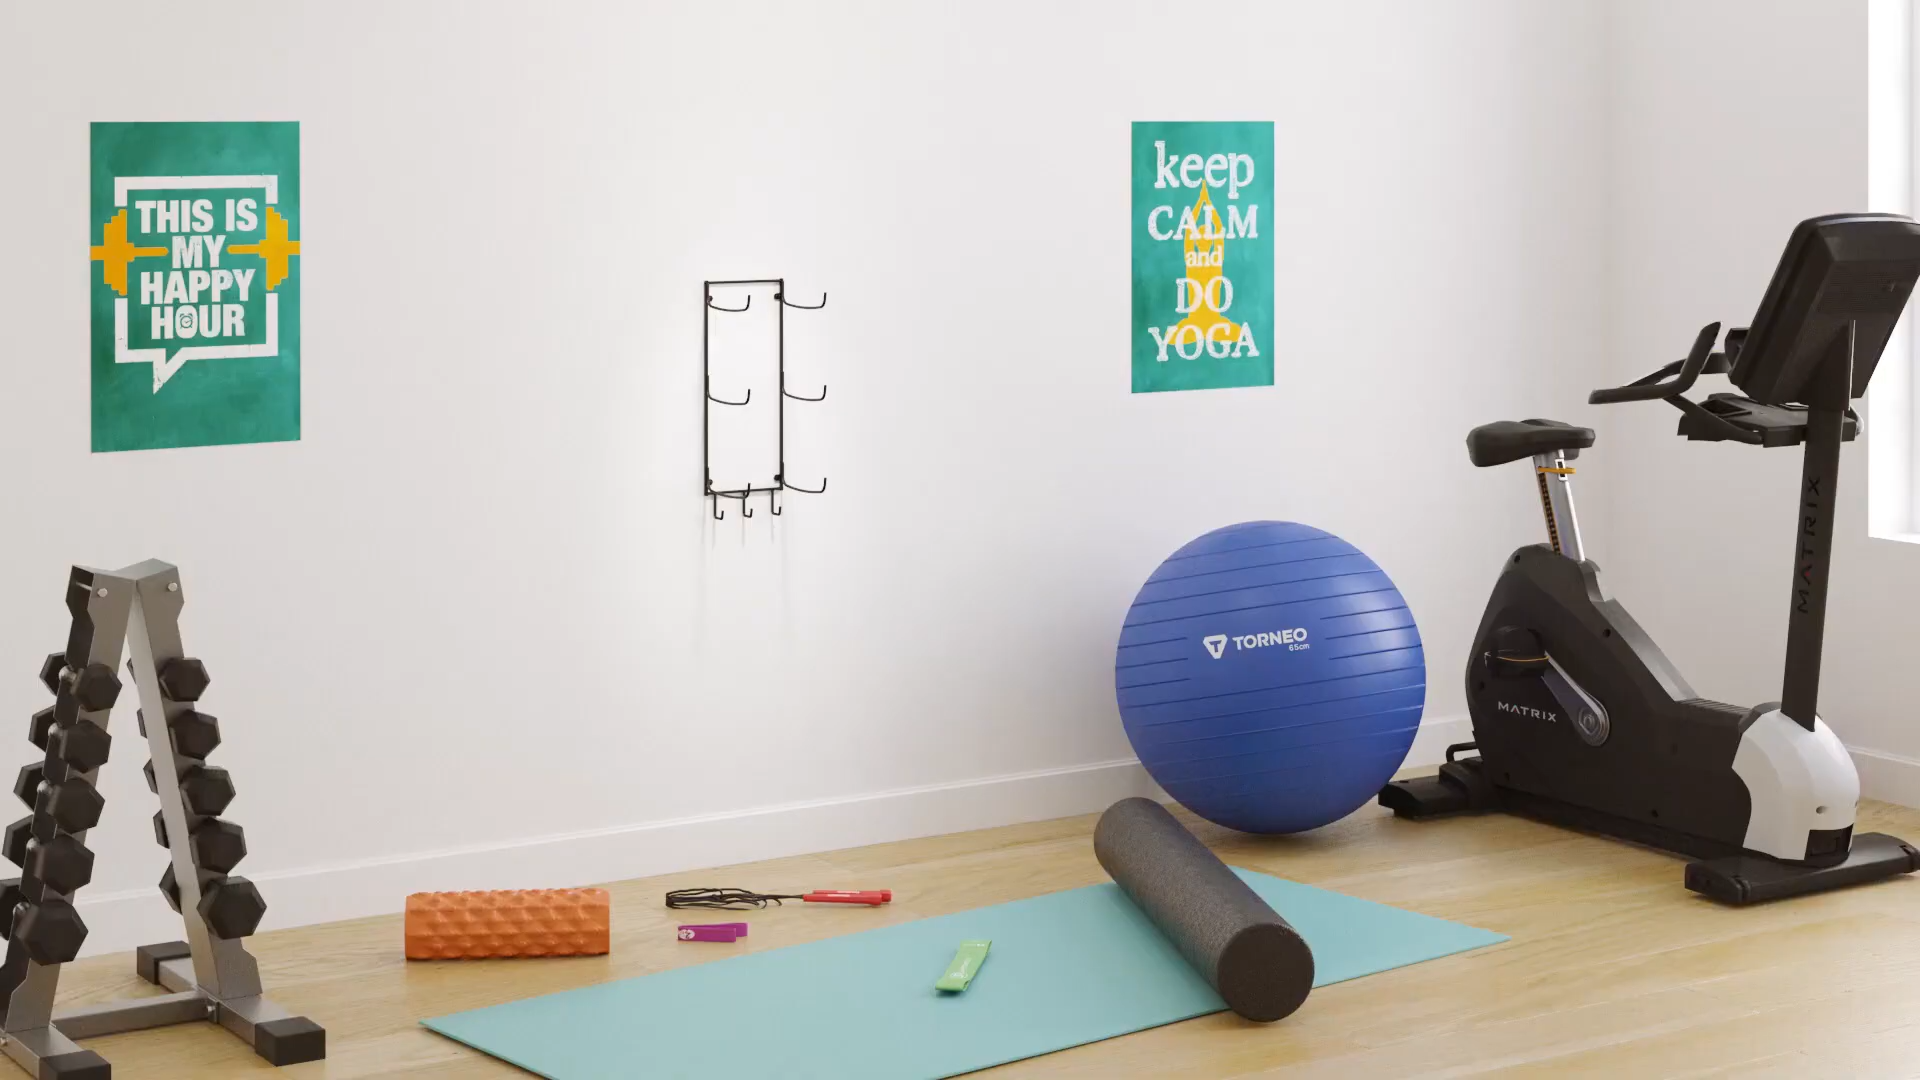 THIS IS
MY
HAPPY
HOUR
keep
CALM
and
DO
YOGA
TORNEO
65cm
MATRIX
MATRIX